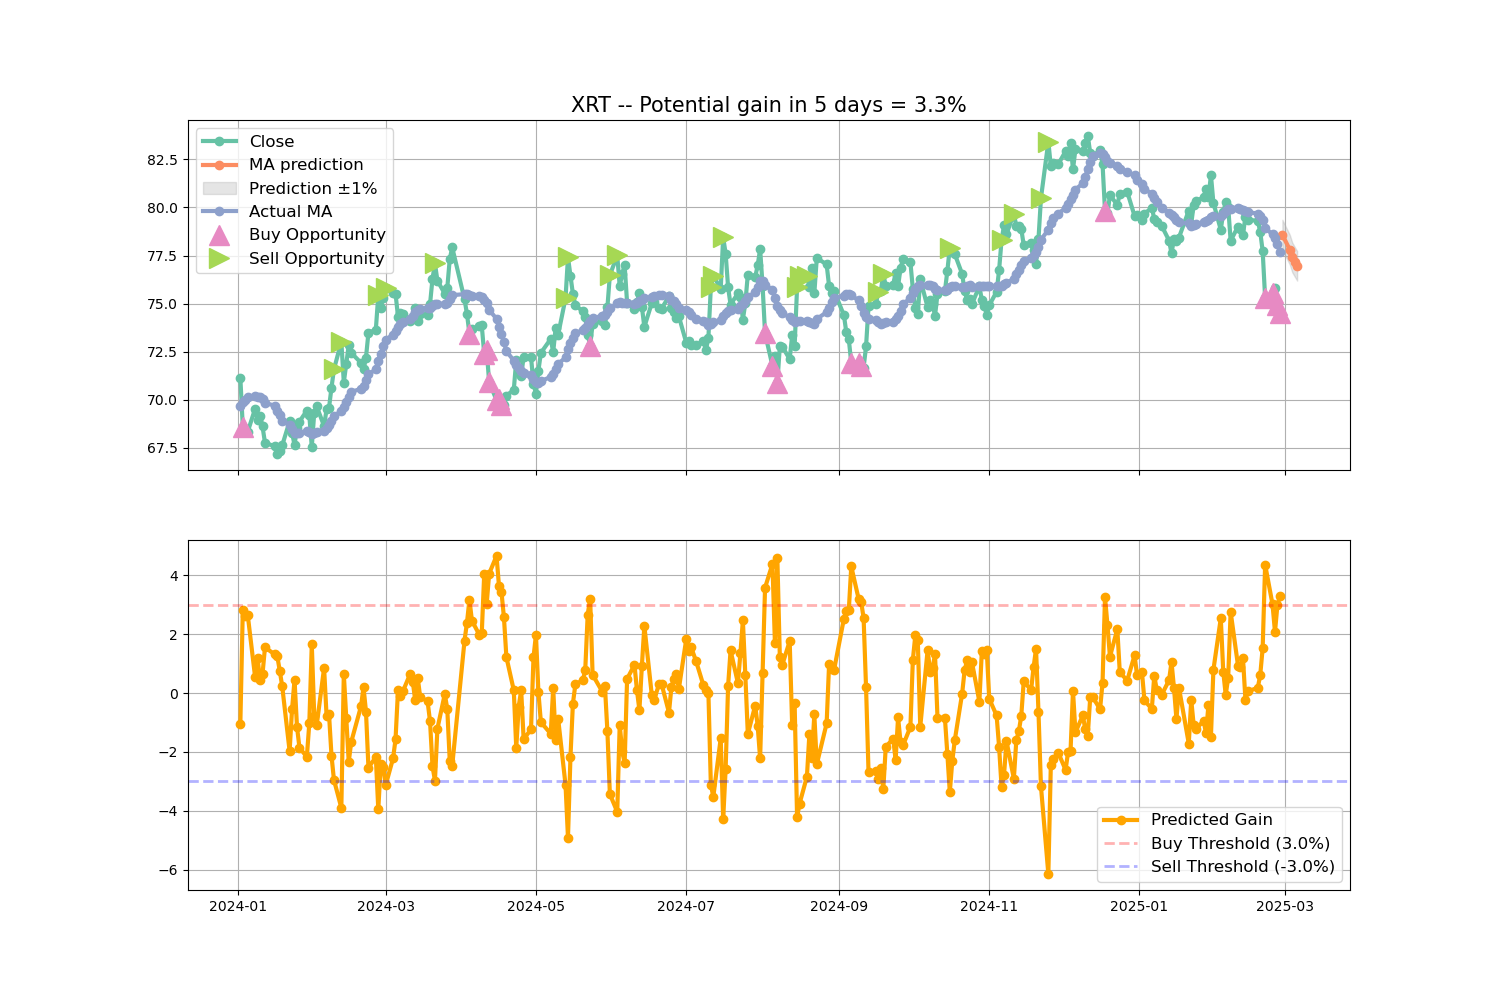 XRT -- Potential gain in 5 days = 3.3%
Close
MA prediction
Prediction ±1%
Actual MA
Buy Opportunity
Sell Opportunity
82.5
80.0
77.5
75.0
72.5
70.0
67.5
4
2
0
−2
−4
−6
Predicted Gain
Buy Threshold (3.0%)
Sell Threshold (-3.0%)
2024-01 2024-03 2024-05 2024-07 2024-09 2024-11 2025-01 2025-03